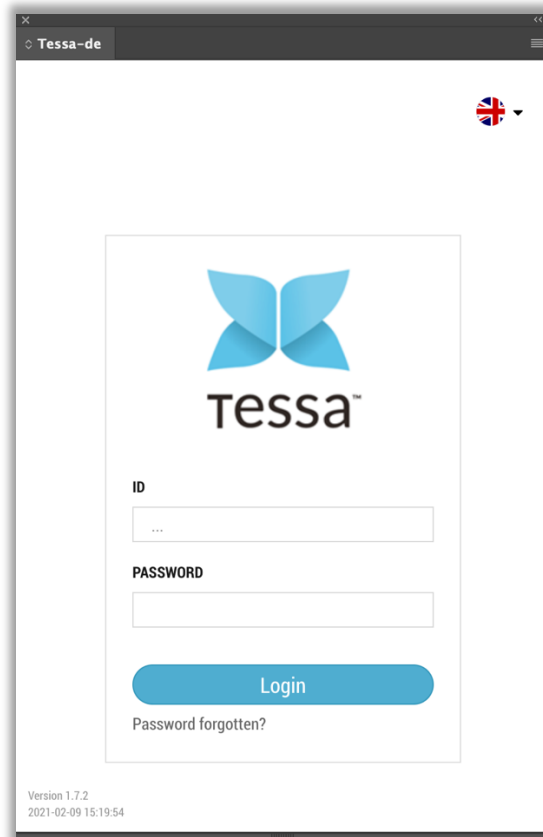 Tessa-de
Tessa™
ID
...
PASSWORD
Login
Password forgotten?
Version 1.7.2
2021-02-09 15:19:54